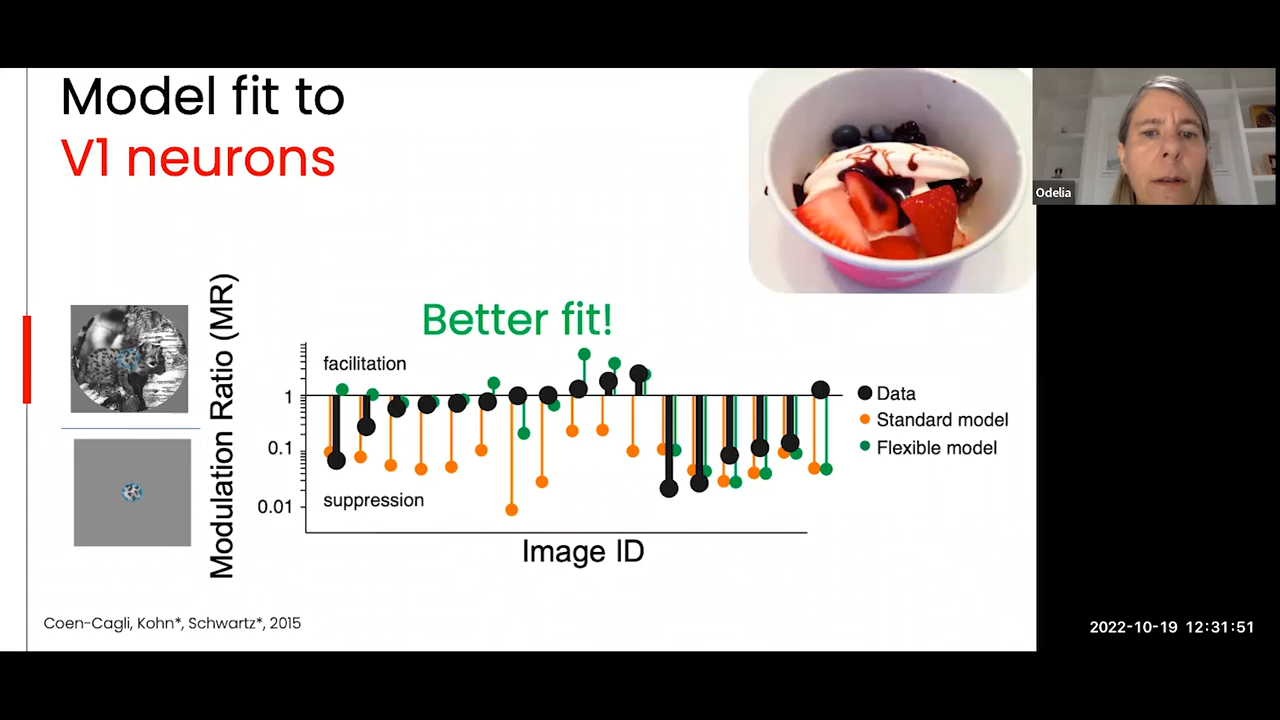 Model fit to
V1 neurons
Odelia
Better fit!
Modulation Ratio (MR)
facilitation
1
0.1
0.01
suppression
Image ID
Data
Standard model
Flexible model
Coen-Cagli, Kohn*, Schwartz*, 2015
2022-10-19 12:31:51